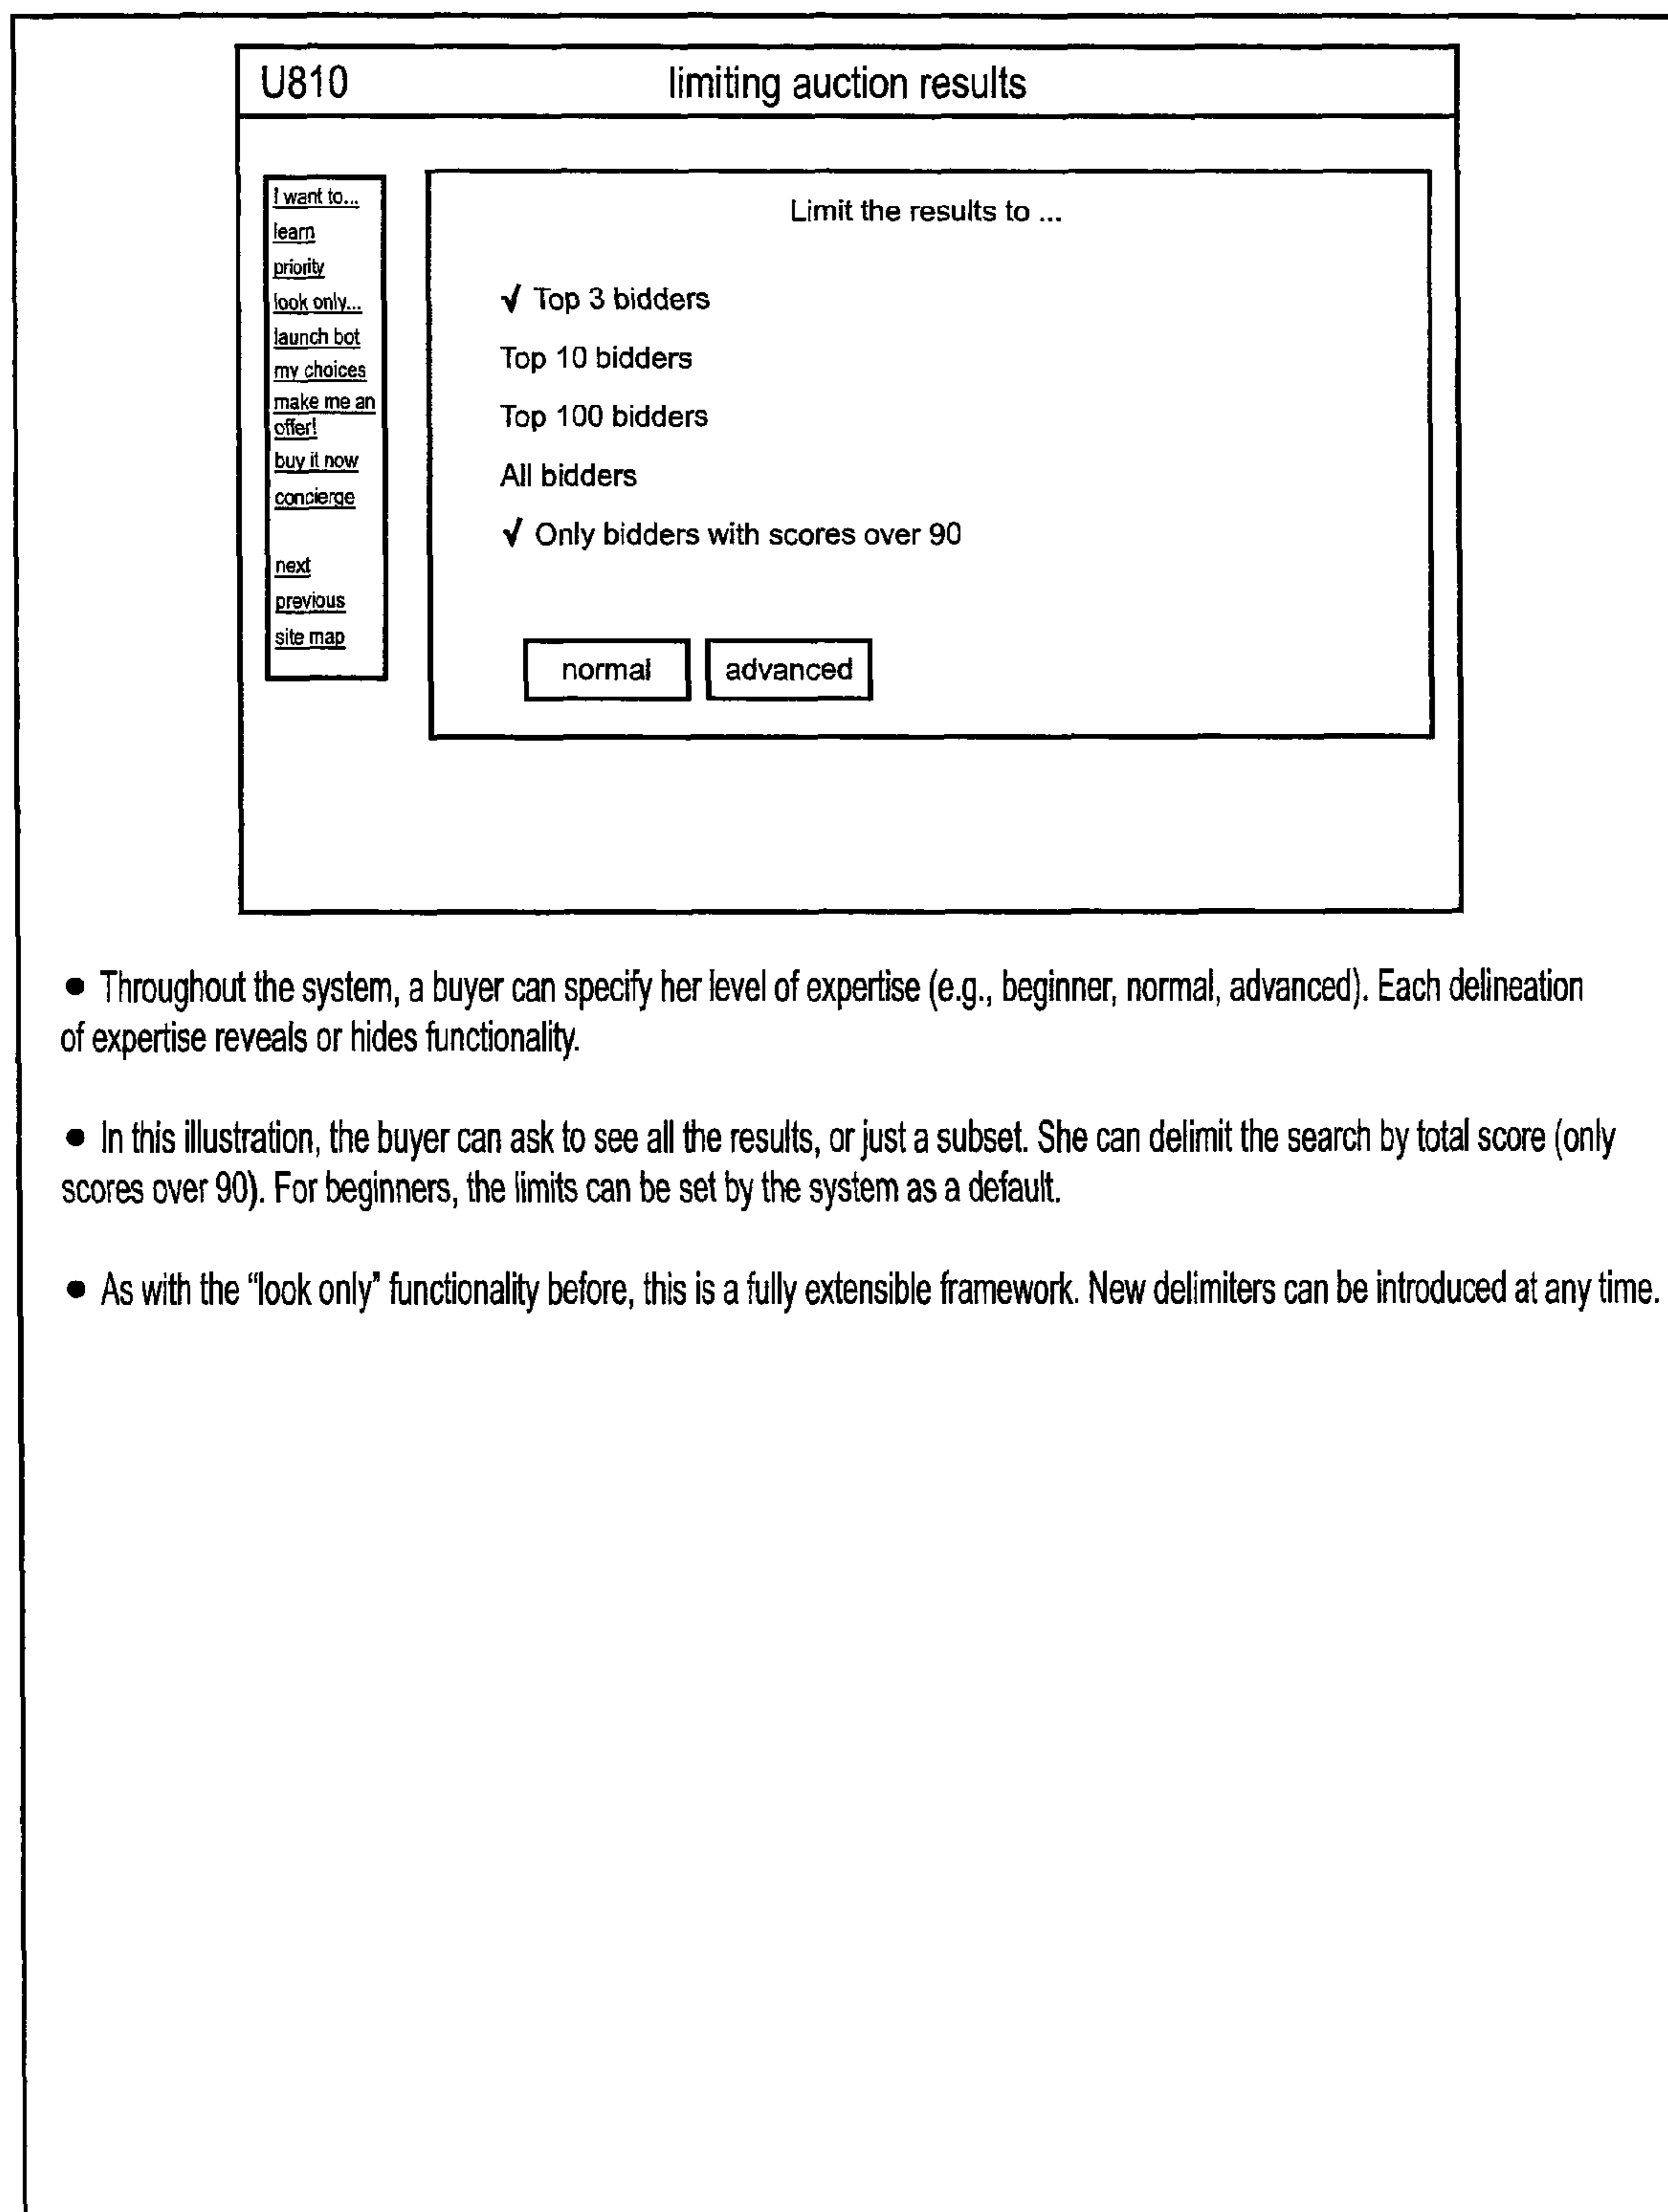 U810 limiting auction results
I want to...
learn
priority
look only...
launch bot
my choices
make me an
offer!
buy it now
concierge
next
previous
site map
Limit the results to ...
√ Top 3 bidders
Top 10 bidders
Top 100 bidders
All bidders
√ Only bidders with scores over 90
normal advanced
● Throughout the system, a buyer can specify her level of expertise (e.g., beginner, normal, advanced). Each delineation
of expertise reveals or hides functionality.
● In this illustration, the buyer can ask to see all the results, or just a subset. She can delimit the search by total score (only
scores over 90). For beginners, the limits can be set by the system as a default.
● As with the “look only” functionality before, this is a fully extensible framework. New delimiters can be introduced at any time.